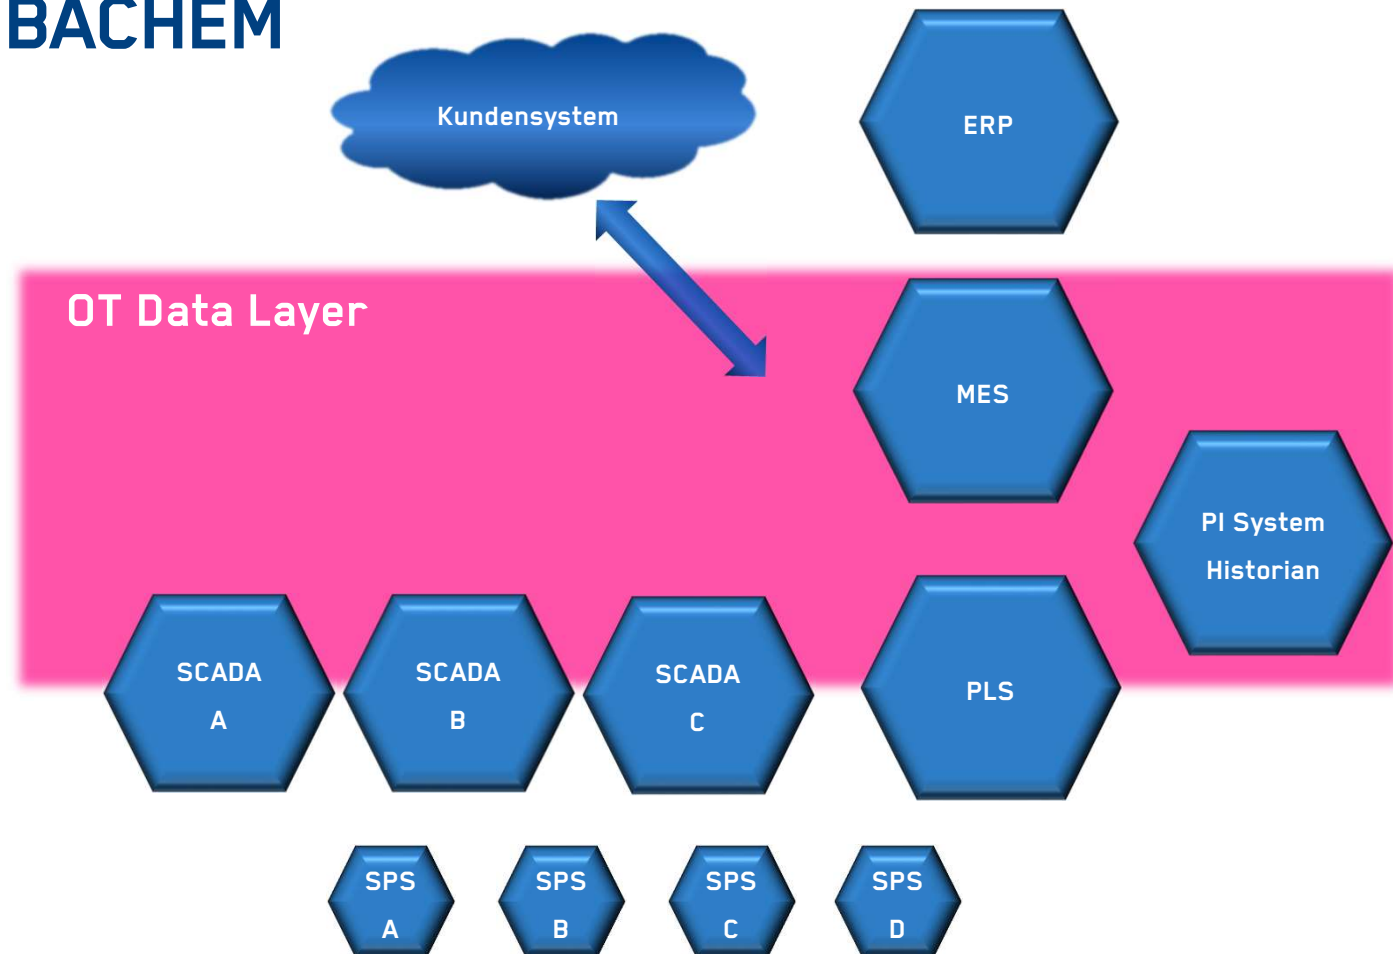 BACHEM
Kundensystem
ERP
OT Data Layer
MES
PI System
Historian
SCADA
A
SCADA
B
SCADA
C
PLS
SPS
A
SPS
B
SPS
C
SPS
D